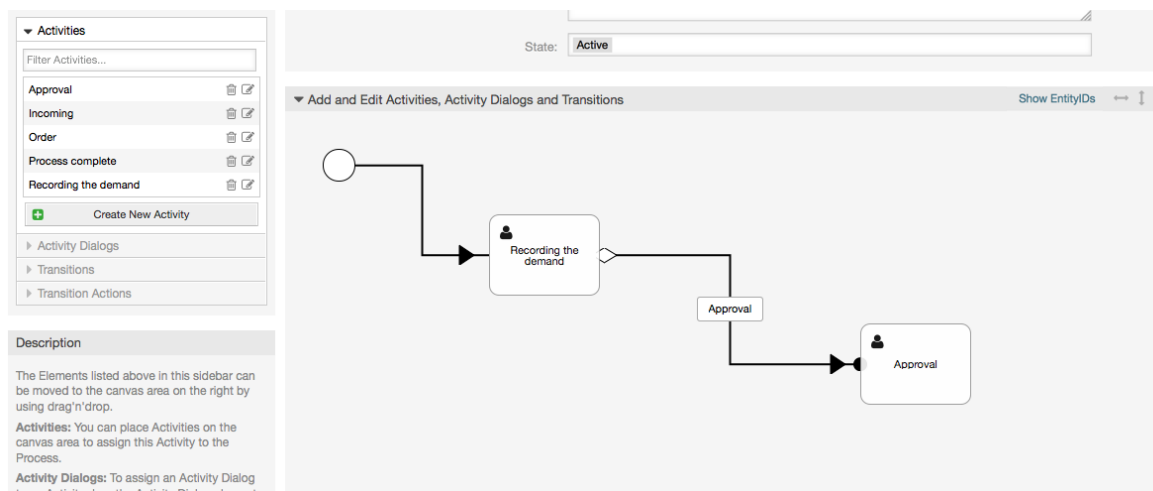 Activities
Filter Activities...
Approval
Incoming
Order
Process complete
Recording the demand
Create New Activity
Activity Dialogs
Transitions
Transition Actions
Description
The Elements listed above in this sidebar can
be moved to the canvas area on the right by
using drag'n'drop.
Activities: You can place Activities on the
canvas area to assign this Activity to the
Process.
Activity Dialogs: To assign an Activity Dialog
State: Active
Add and Edit Activities, Activity Dialogs and Transitions
Show EntityIDs
Recording the
demand
Approval
Approval